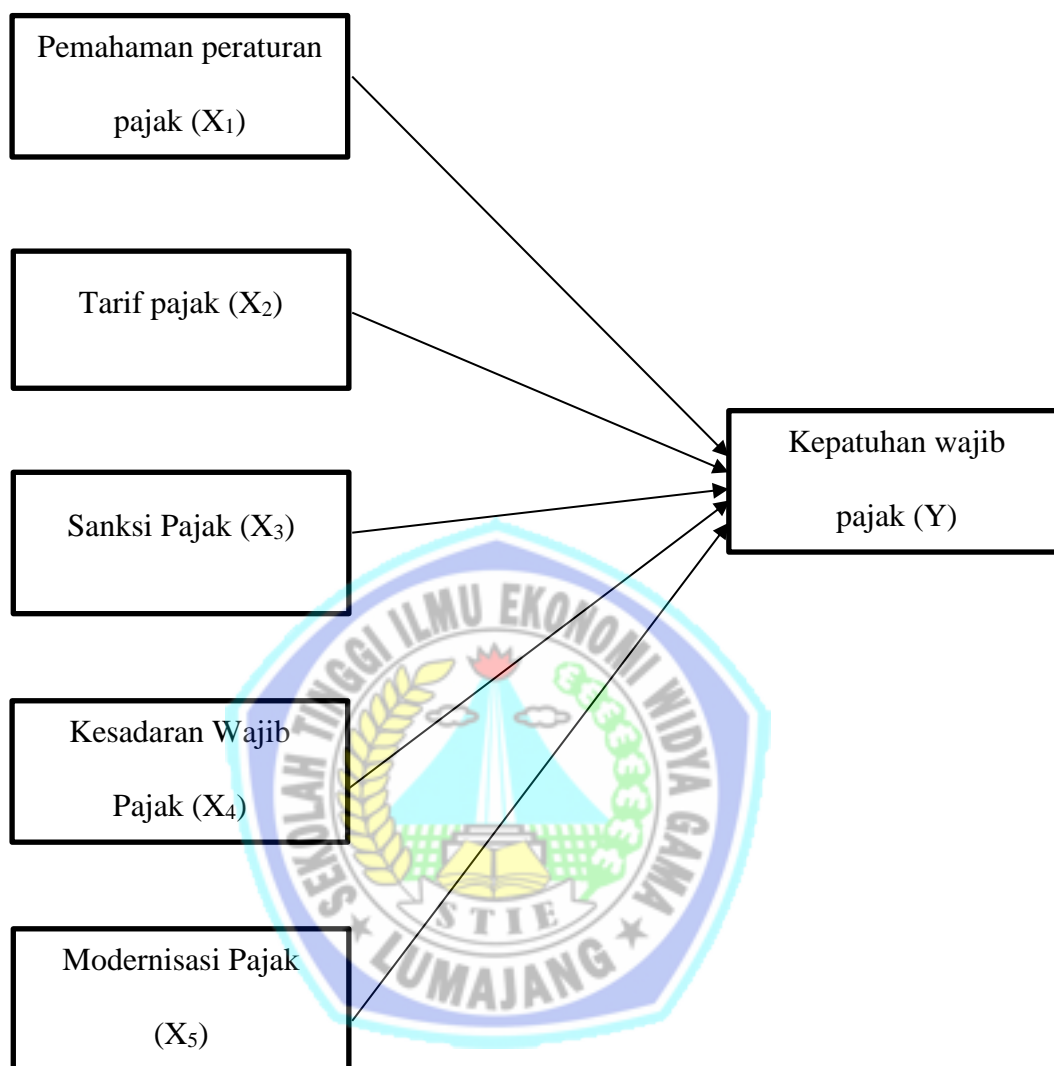 Pemahaman peraturan
pajak (X₁)
Tarif pajak (X₂)
Sanksi Pajak (X₃)
Kesadaran Wajib
Pajak (X₄)
Modernisasi Pajak
(X₅)
Kepatuhan wajib
pajak (Y)
SEKOLAH TINGGI ILMU EKONOMI WIDYA GAMA
STIE
LUMAJANG